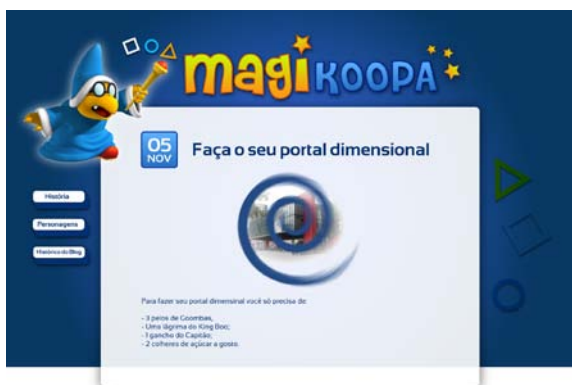 magikoopa
05
NOV
Faça o seu portal dimensional
História
Personagens
Histórico do Blog
Para fazer seu portal dimensinal você só precisa de:
- 3 pelos de Goombas,
- Uma lágrima do King Boo;
- 1 gancho do Capitão;
- 2 colheres de açúcar a gosto.